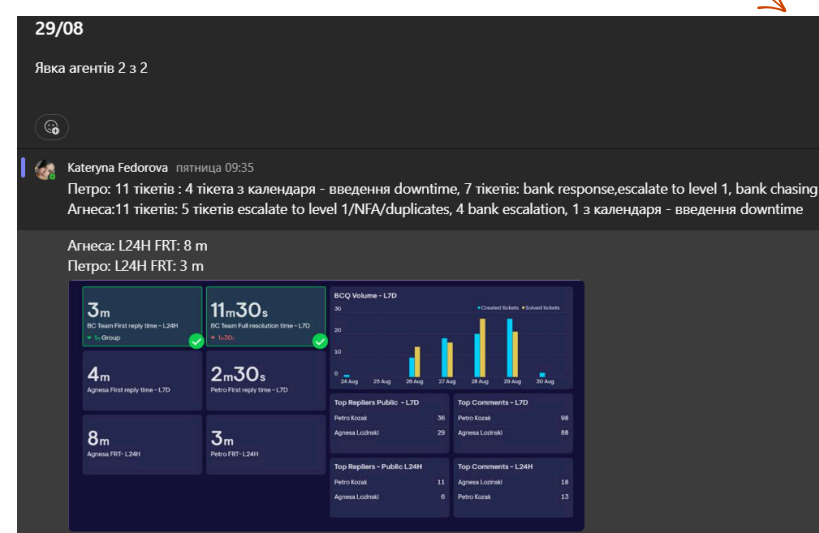 29/08
Явка агентів 2 з 2
Kateryna Fedorova пятница 09:35
Петро: 11 тікетів : 4 тікета з календаря - введення downtime, 7 тікетів: bank response,escalate to level 1, bank chasing
Агнеса:11 тікетів: 5 тікетів escalate to level 1/NFA/duplicates, 4 bank escalation, 1 з календаря - введення downtime
Агнеса: L24H FRT: 8 m
Петро: L24H FRT: 3 m
3m
BC Team First reply time - L24H
Group
11m30s
BC Team Full resolution time - L7D
1m30s
4m
Agnesa First reply time - L7D
2m30s
Petro First reply time - L7D
8m
Agnesa FRT- L24H
3m
Petro FRT- L24H
BCQ Volume - L7D
Created tickets Solved tickets
30
20
10
0
24 Aug 25 Aug 26 Aug 27 Aug 28 Aug 29 Aug 30 Aug
Top Repliers Public - L7D
Petro Kozak 36
Agnesa Lozinski 29
Top Comments - L7D
Petro Kozak 98
Agnesa Lozinski 88
Top Repliers - Public L24H
Petro Kozak 11
Agnesa Lozinski 6
Top Comments - L24H
Agnesa Lozinski 18
Petro Kozak 13